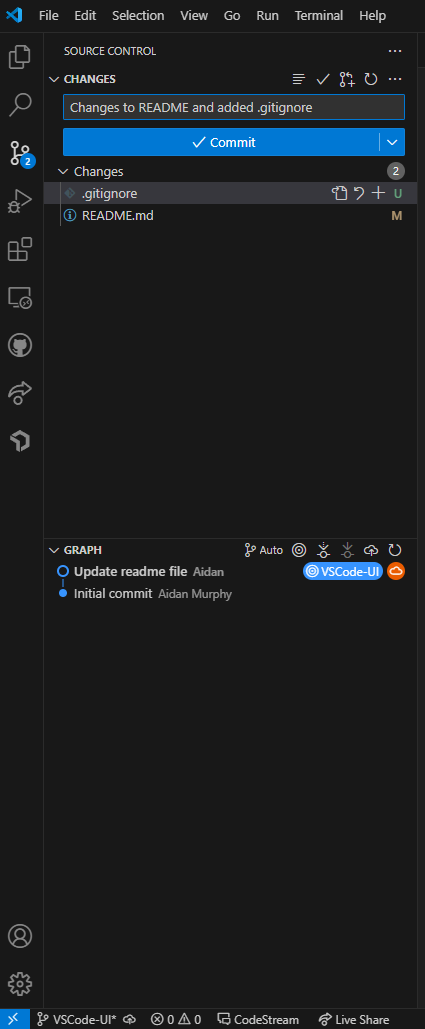 File Edit Selection View Go Run Terminal Help
SOURCE CONTROL
CHANGES
Changes to README and added .gitignore
Commit
Changes 2
.gitignore U
README.md M
2
GRAPH Auto
Update readme file Aidan VSCode-UI
Initial commit Aidan Murphy
VSCode-UI* 0 0 CodeStream Live Share